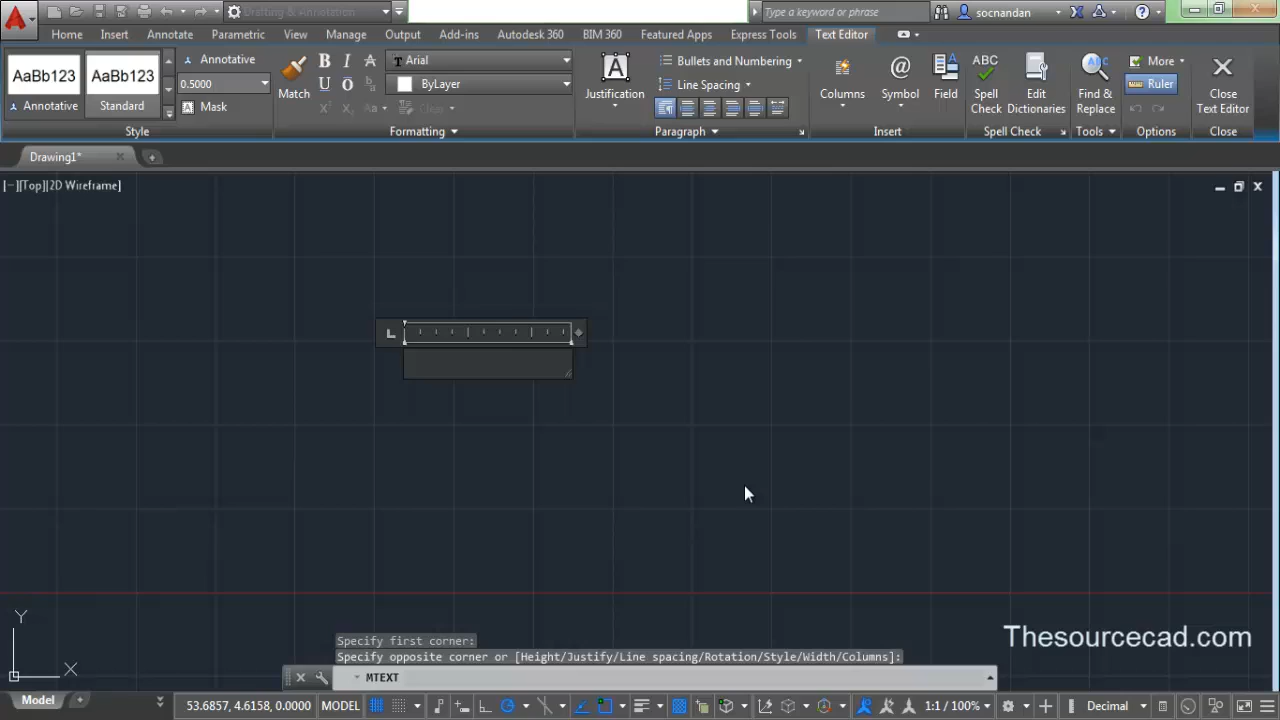 Drafting & Annotation
Type a keyword or phrase
socnandan
Home Insert Annotate Parametric View Manage Output Add-ins Autodesk 360 BIM 360 Featured Apps Express Tools Text Editor
AaBb123 AaBb123
Annotative
Standard
Annotative
0.5000
Mask
Style
Match
B I A
U O
Aa
Arial
ByLayer
Clear
Formatting
A
Justification
Bullets and Numbering
Line Spacing
Paragraph
Columns
@
Symbol
Field
Insert
ABC
Spell
Check
Edit
Dictionaries
Spell Check
Find &
Replace
Tools
More
Ruler
Options
Close
Text Editor
Close
Drawing1*
[−][Top][2D Wireframe]
Y
X
Specify first corner:
Specify opposite corner or [Height/Justify/Line spacing/Rotation/Style/Width/Columns]:
MTEXT
Thesourcecad.com
Model
53.6857, 4.6158, 0.0000 MODEL
1:1 / 100%
Decimal